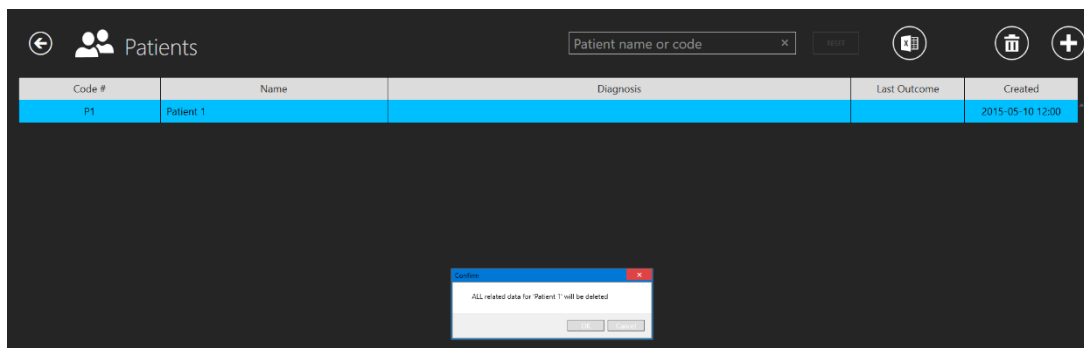 Patients
Patient name or code
RESET
Code # Name Diagnosis Last Outcome Created
P1 Patient 1 2015-05-10 12:00
Confirm
ALL related data for 'Patient 1' will be deleted
OK Cancel